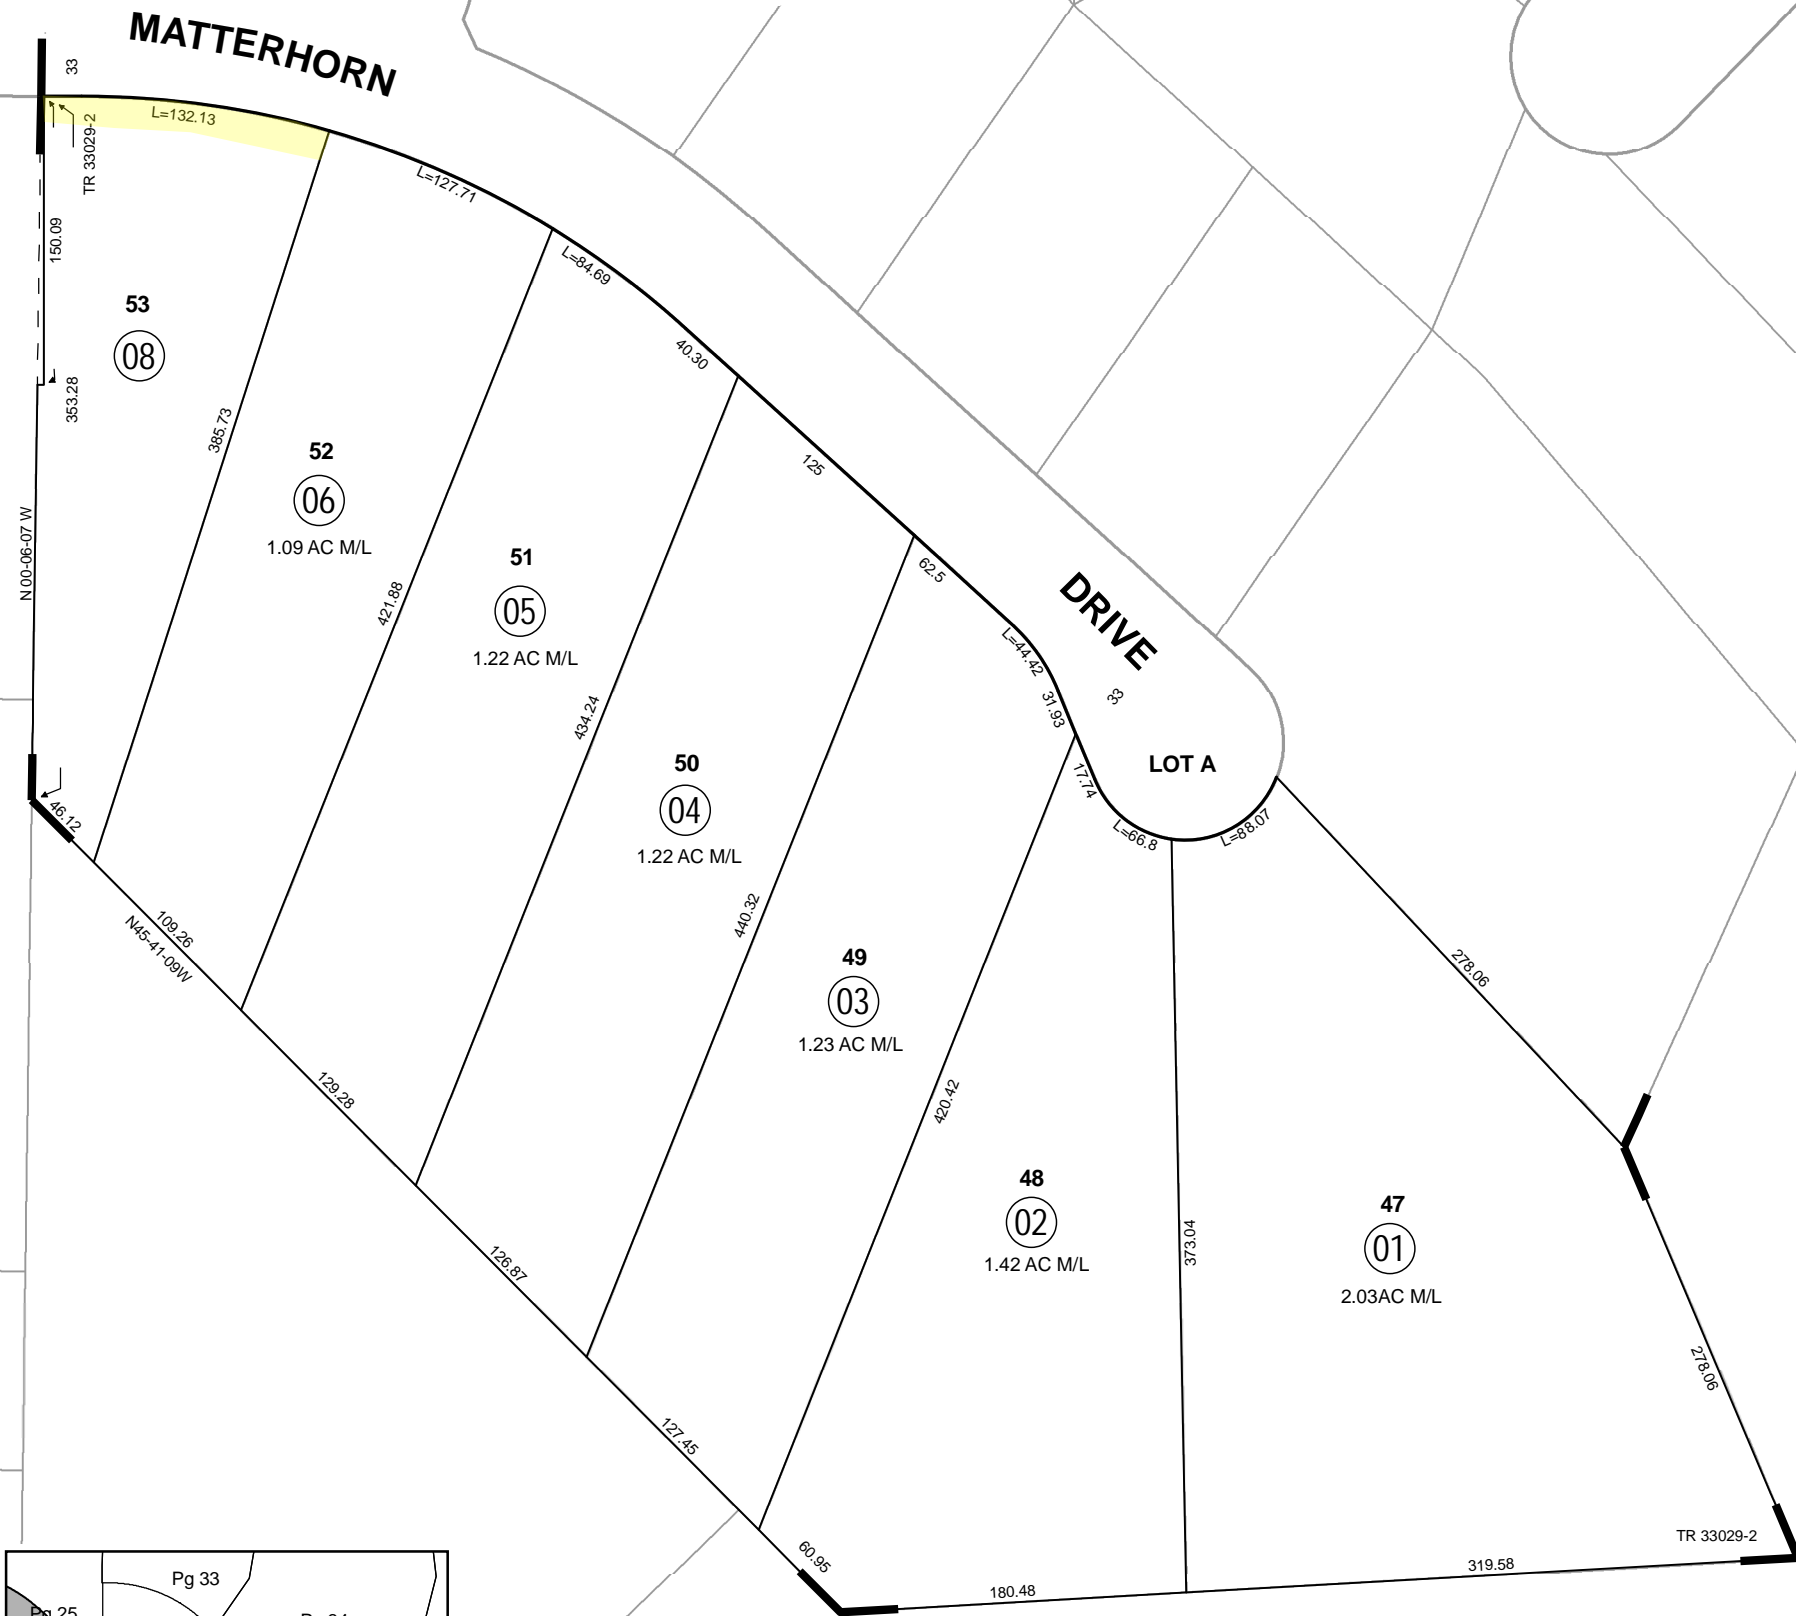 MATTERHORN
33
L=132.13
TR 33029-2
L=127.71
150.09
L=84.69
53
08
40.30
353.28
385.73
52
06
1.09 AC M/L
125
N 00-06-07 W
51
05
1.22 AC M/L
421.88
62.5
DRIVE
L=44.42
31.93
33
434.24
50
04
1.22 AC M/L
LOT A
17.74
L=66.8
L=88.07
46.12
109.26
N45-41-09W
440.32
49
03
1.23 AC M/L
278.06
420.42
129.28
48
02
1.42 AC M/L
47
01
2.03AC M/L
373.04
126.87
278.06
127.45
60.95
TR 33029-2
180.48
319.58
Pg 33
Pg 25